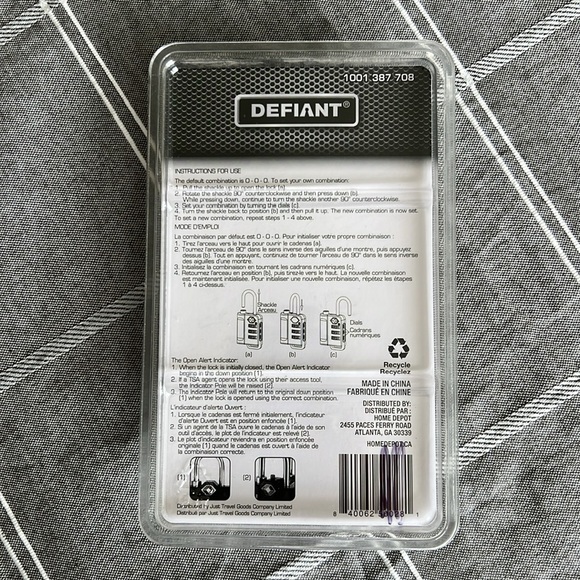 1001 387 708
DEFIANT®
INSTRUCTIONS FOR USE
The default combination is 0 - 0 - 0. To set your own combination:
1. Pull the shackle up to open the lock (a).
2. Rotate the shackle 90° counterclockwise and then press down (b).
While pressing down, continue to turn the shackle another 90° counterclockwise.
3. Set your combination by turning the dials (c).
4. Turn the shackle back to position (b) and then pull it up. The new combination is now set.
To set a new combination, repeat steps 1 - 4 above.
MODE D'EMPLOI
La combinaison par défaut est 0 - 0 - 0. Pour initialiser votre propre combinaison :
1. Tirez l'arceau vers le haut pour ouvrir le cadenas (a).
2. Tournez l'arceau de 90° dans le sens inverse des aiguilles d'une montre, puis appuyez
dessus (b). Tout en appuyant, continuez de tourner l'arceau de 90° dans le sens inverse
des aiguilles d'une montre.
3. Initialisez la combinaison en tournant les cadrans numériques (c).
4. Retournez l'arceau en position (b), puis tirez-le vers le haut. La nouvelle combinaison
est maintenant initialisée. Pour initialiser une nouvelle combinaison, répétez les étapes
1 à 4 ci-dessus.
Shackle
Arceau
Dials
Cadrans
numériques
(a) (b) (c)
Recycle
Recyclez
The Open Alert Indicator:
1. When the lock is initially closed, the Open Alert Indicator
begins in the down position (1).
2. If a TSA agent opens the lock using their access tool,
the Indicator Pole will be raised (2).
3. The Indicator Pole will return to the original down position
(1) when the lock is opened using the correct combination.
L'indicateur d'alerte Ouvert :
1. Lorsque le cadenas est fermé initialement, l'indicateur
d'alerte Ouvert est en position enfoncée (1).
2. Si un agent de la TSA ouvre le cadenas à l'aide de son
outil d'accès, le plot de l'indicateur est relevé (2).
3. Le plot d'indicateur reviendra en position enfoncée
originale (1) quand le cadenas est ouvert à l'aide de la
combinaison correcte.
MADE IN CHINA
FABRIQUÉ EN CHINE
DISTRIBUTED BY:
DISTRIBUÉ PAR :
HOME DEPOT
2455 PACES FERRY ROAD
ATLANTA, GA 30339
HOMEDEPOT.CA
(1) (2)
8 40062
1
Distributed by Just Travel Goods Company Limited
Distribué par Just Travel Goods Company Limited